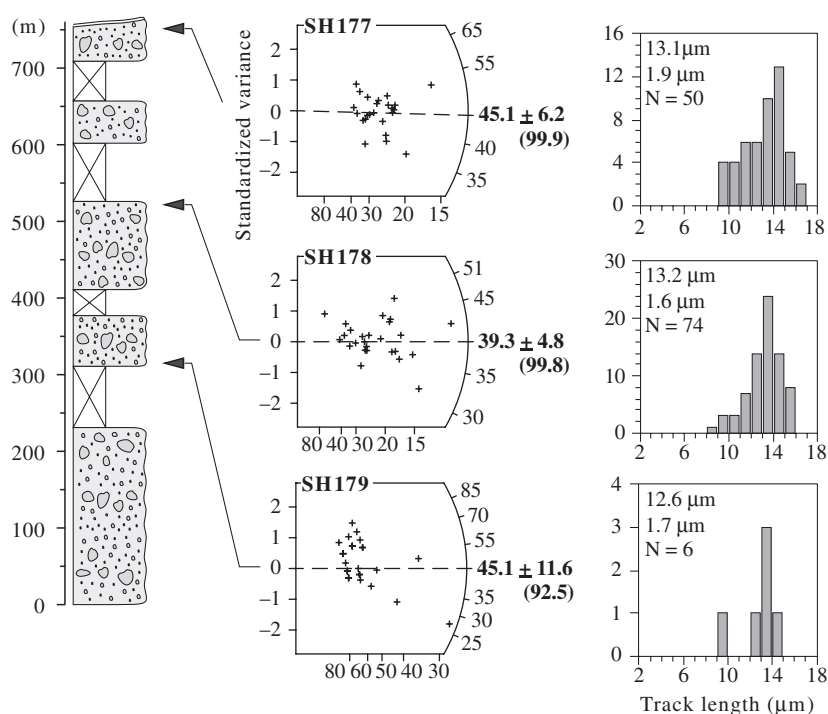 (m)
700
600
500
400
300
200
100
0
SH177
Standardized variance
2
1
0
-1
-2
80 40 30 20 15
65
55
45.1 ± 6.2
(99.9)
40
35
13.1μm
1.9 μm
N = 50
16
12
8
4
0
2 6 10 14 18
SH178
2
1
0
-1
-2
80 40 30 20 15
51
45
39.3 ± 4.8
(99.8)
35
30
13.2 μm
1.6 μm
N = 74
30
20
10
0
2 6 10 14 18
SH179
2
1
0
-1
-2
80 60 50 40 30
85
70
55
45.1 ± 11.6
(92.5)
35
30
25
12.6 μm
1.7 μm
N = 6
4
3
2
1
0
2 6 10 14 18
Track length (μm)